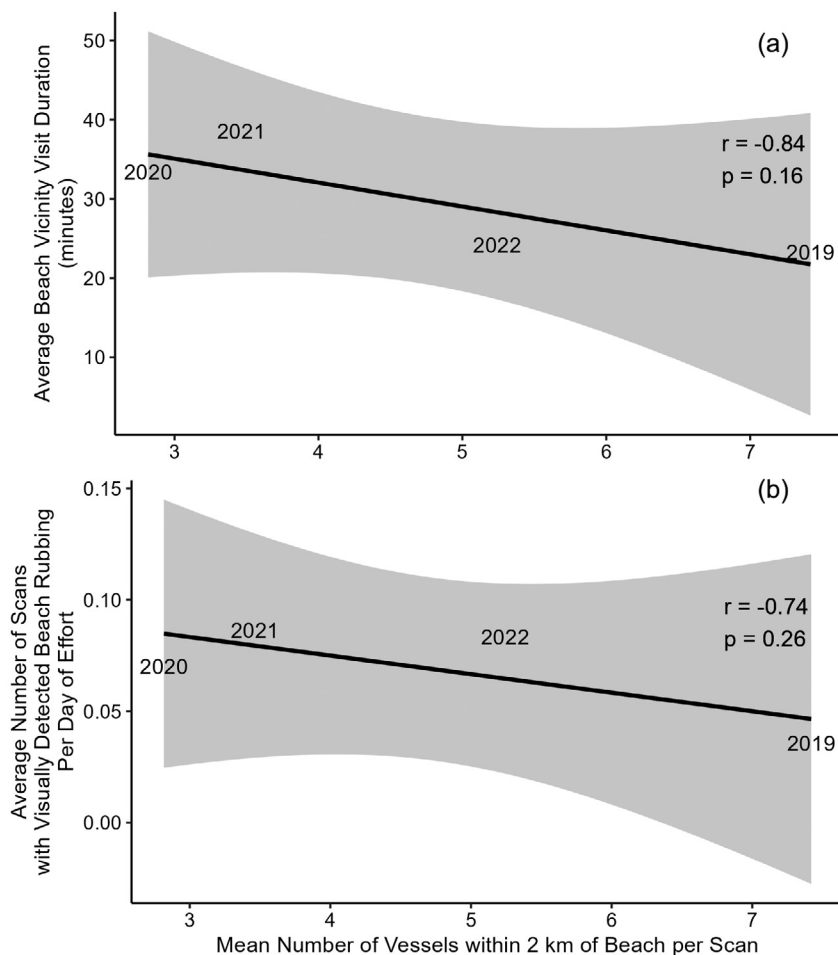 (a)
Average Beach Vicinity Visit Duration
(minutes)
50
40
30
20
10
2021
2020
2022
2019
r = -0.84
p = 0.16
3 4 5 6 7
(b)
Average Number of Scans
with Visually Detected Beach Rubbing
Per Day of Effort
0.15
0.10
0.05
0.00
2021
2020
2022
2019
r = -0.74
p = 0.26
3 4 5 6 7
Mean Number of Vessels within 2 km of Beach per Scan